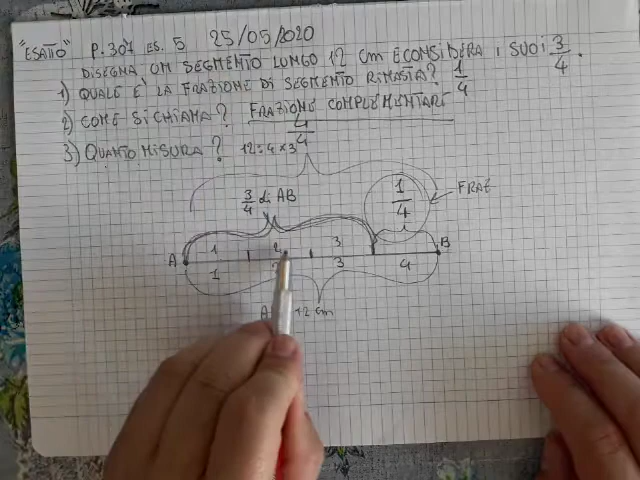 "ESATTO" P. 307 ES. 5 25/05/2020
DISEGNA UN SEGMENTO LUNGO 12 cm E CONSIDERA I SUOI 3/4.
1) QUALE E' LA FRAZIONE DI SEGMENTO RIMASTA? 1/4
2) COME SI CHIAMA? FRAZIONE COMPLEMENTARE
3) QUANTO MISURA? 12:4×3
4/4
3/4 di AB
1/4
FRAZ
A 1 2 3 B
1 3 4
A 12 cm